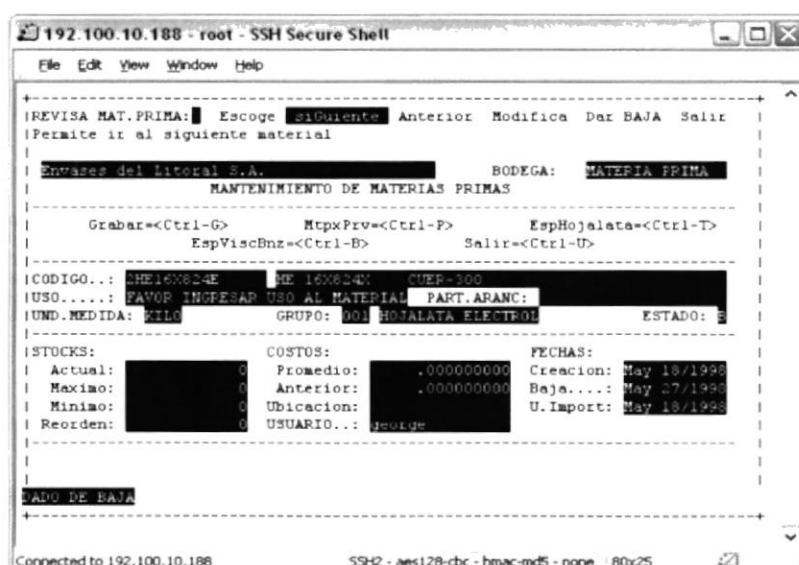 192.100.10.188 - root - SSH Secure Shell
File Edit View Window Help
REVISA MAT.PRIMA: Escoge siGuiente Anterior Modifica Dar BAJA Salir
Permite ir al siguiente material
Envases del Litoral S.A. BODEGA: MATERIA PRIMA
MANTENIMIENTO DE MATERIAS PRIMAS
Grabar=<Ctrl-G> MtpxPrv=<Ctrl-P> EspHojalata=<Ctrl-T>
EspViscBnz=<Ctrl-B> Salir=<Ctrl-U>
CODIGO..: 2HE16X824E ME 16X824X CUER-300
USO.....: FAVOR INGRESAR USO AL MATERIAL PART.ARANC:
UND.MEDIDA: KILO GRUPO: 001 HOJALATA ELECTROL ESTADO: B
STOCKS: COSTOS: FECHAS:
Actual: 0 Promedio: .000000000 Creacion: May 18/1998
Maximo: 0 Anterior: .000000000 Baja....: May 27/1998
Minimo: 0 Ubicacion: U.Import: May 18/1998
Reorden: 0 USUARIO..: george
DADO DE BAJA
Connected to 192.100.10.188 SSH2 - aes128-cbc - hmac-md5 - none 80x25